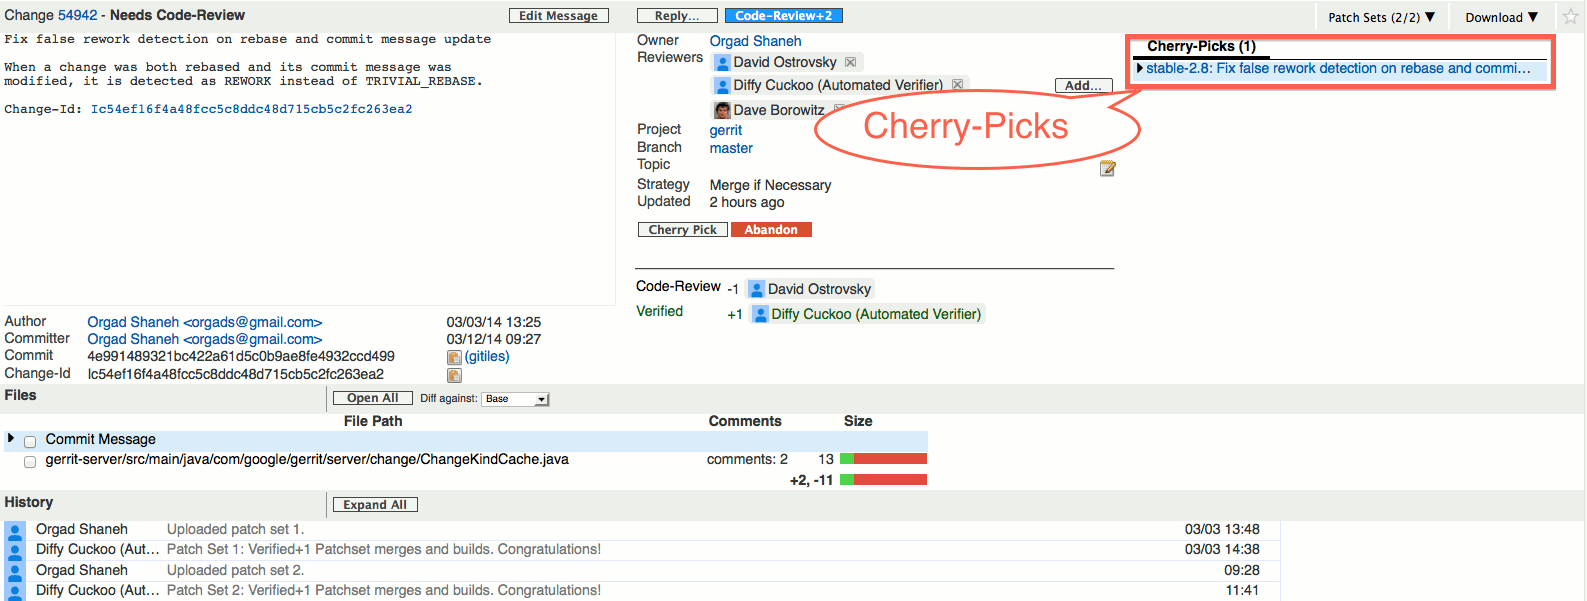 Change 54942 - Needs Code-Review
Edit Message
Reply...
Code-Review+2
Patch Sets (2/2) ▼
Download ▼
Fix false rework detection on rebase and commit message update
When a change was both rebased and its commit message was
modified, it is detected as REWORK instead of TRIVIAL_REBASE.
Change-Id: Ic54ef16f4a48fcc5c8ddc48d715cb5c2fc263ea2
Owner Orgad Shaneh
Reviewers David Ostrovsky
Diffy Cuckoo (Automated Verifier)
Add...
Dave Borowitz
Project gerrit
Branch master
Topic
Strategy Merge if Necessary
Updated 2 hours ago
Cherry Pick
Abandon
Cherry-Picks (1)
stable-2.8: Fix false rework detection on rebase and commi...
Cherry-Picks
Code-Review -1 David Ostrovsky
Verified +1 Diffy Cuckoo (Automated Verifier)
Author Orgad Shaneh <orgads@gmail.com> 03/03/14 13:25
Committer Orgad Shaneh <orgads@gmail.com> 03/12/14 09:27
Commit 4e991489321bc422a61d5c0b9ae8fe4932ccd499 (gitiles)
Change-Id Ic54ef16f4a48fcc5c8ddc48d715cb5c2fc263ea2
Files
Open All
Diff against: Base
File Path Comments Size
Commit Message
gerrit-server/src/main/java/com/google/gerrit/server/change/ChangeKindCache.java comments: 2 13
+2, -11
History
Expand All
Orgad Shaneh Uploaded patch set 1. 03/03 13:48
Diffy Cuckoo (Aut... Patch Set 1: Verified+1 Patchset merges and builds. Congratulations! 03/03 14:38
Orgad Shaneh Uploaded patch set 2. 09:28
Diffy Cuckoo (Aut... Patch Set 2: Verified+1 Patchset merges and builds. Congratulations! 11:41